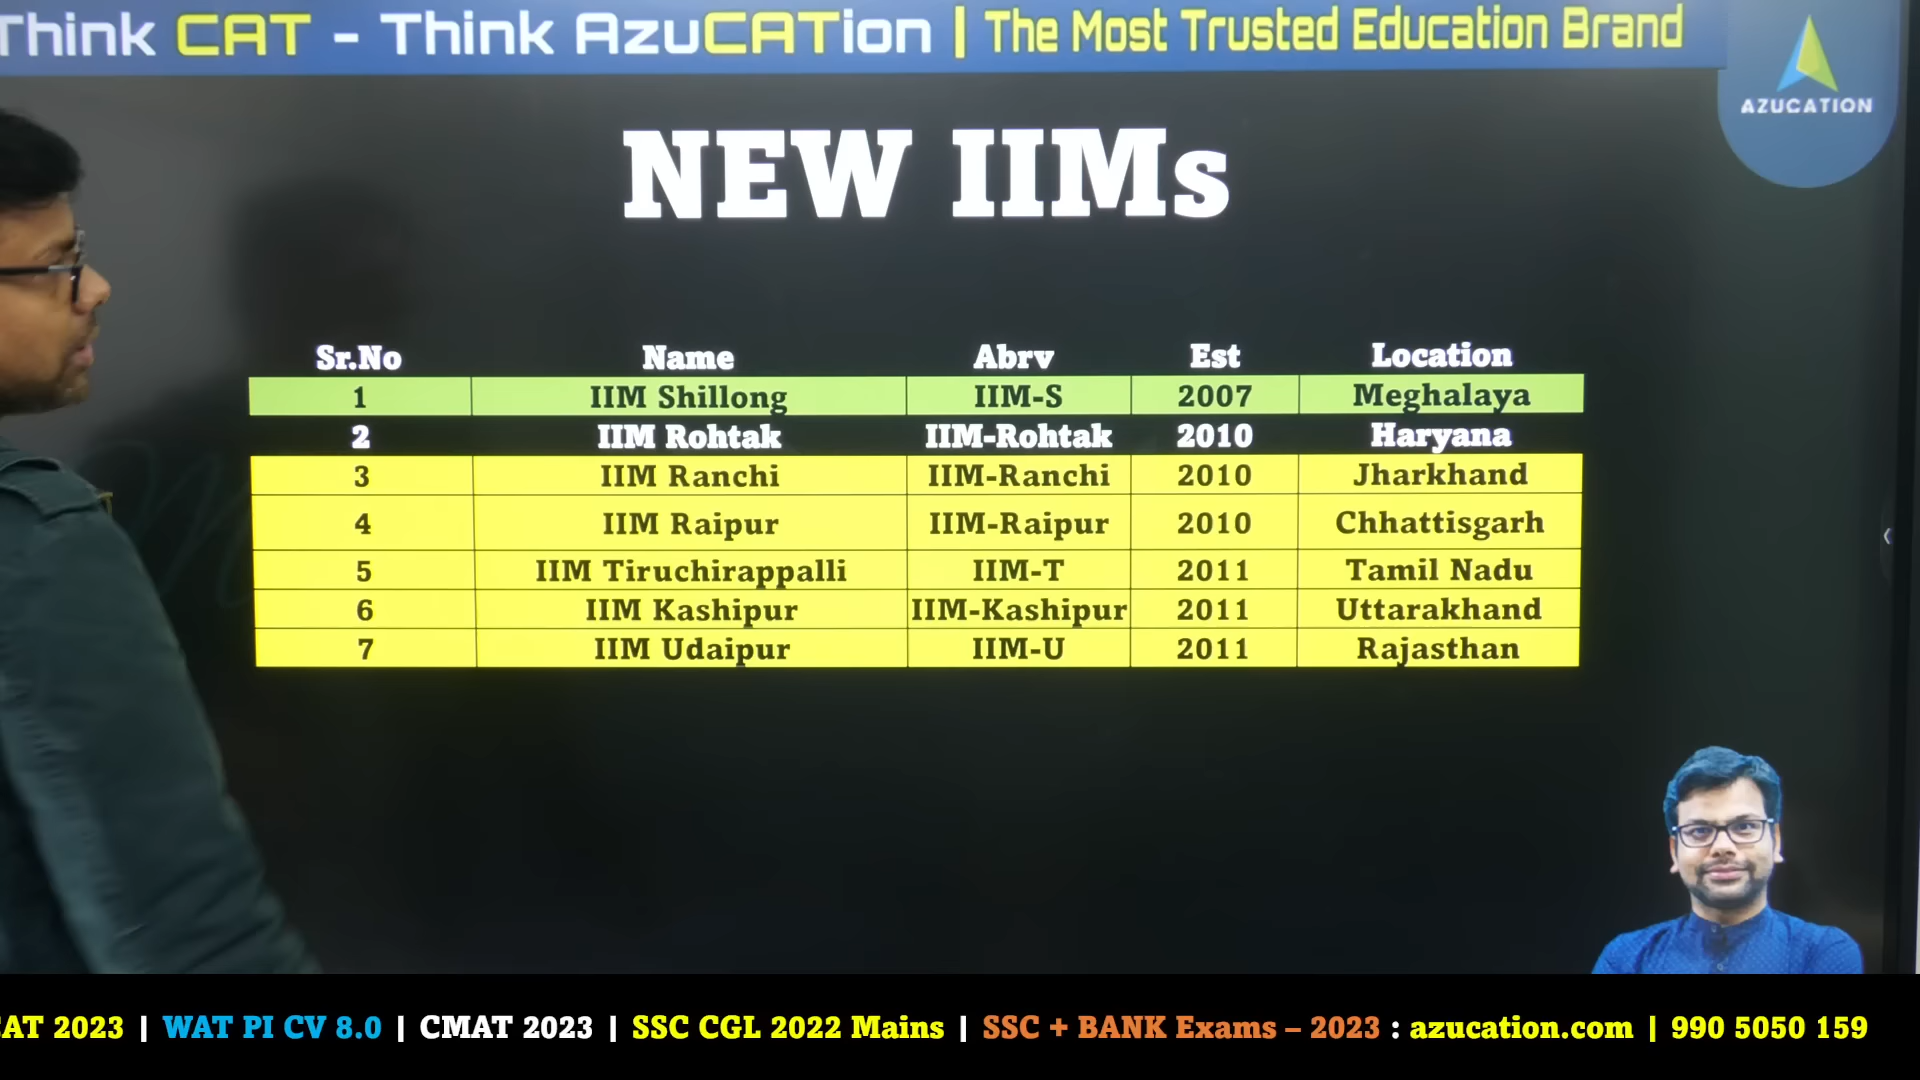 Think CAT - Think AzuCATion | The Most Trusted Education Brand
AZUCATION
NEW IIMs
Sr.No Name Abrv Est Location
1 IIM Shillong IIM-S 2007 Meghalaya
2 IIM Rohtak IIM-Rohtak 2010 Haryana
3 IIM Ranchi IIM-Ranchi 2010 Jharkhand
4 IIM Raipur IIM-Raipur 2010 Chhattisgarh
5 IIM Tiruchirappalli IIM-T 2011 Tamil Nadu
6 IIM Kashipur IIM-Kashipur 2011 Uttarakhand
7 IIM Udaipur IIM-U 2011 Rajasthan
AT 2023 | WAT PI CV 8.0 | CMAT 2023 | SSC CGL 2022 Mains | SSC + BANK Exams – 2023 : azucation.com | 990 5050 159